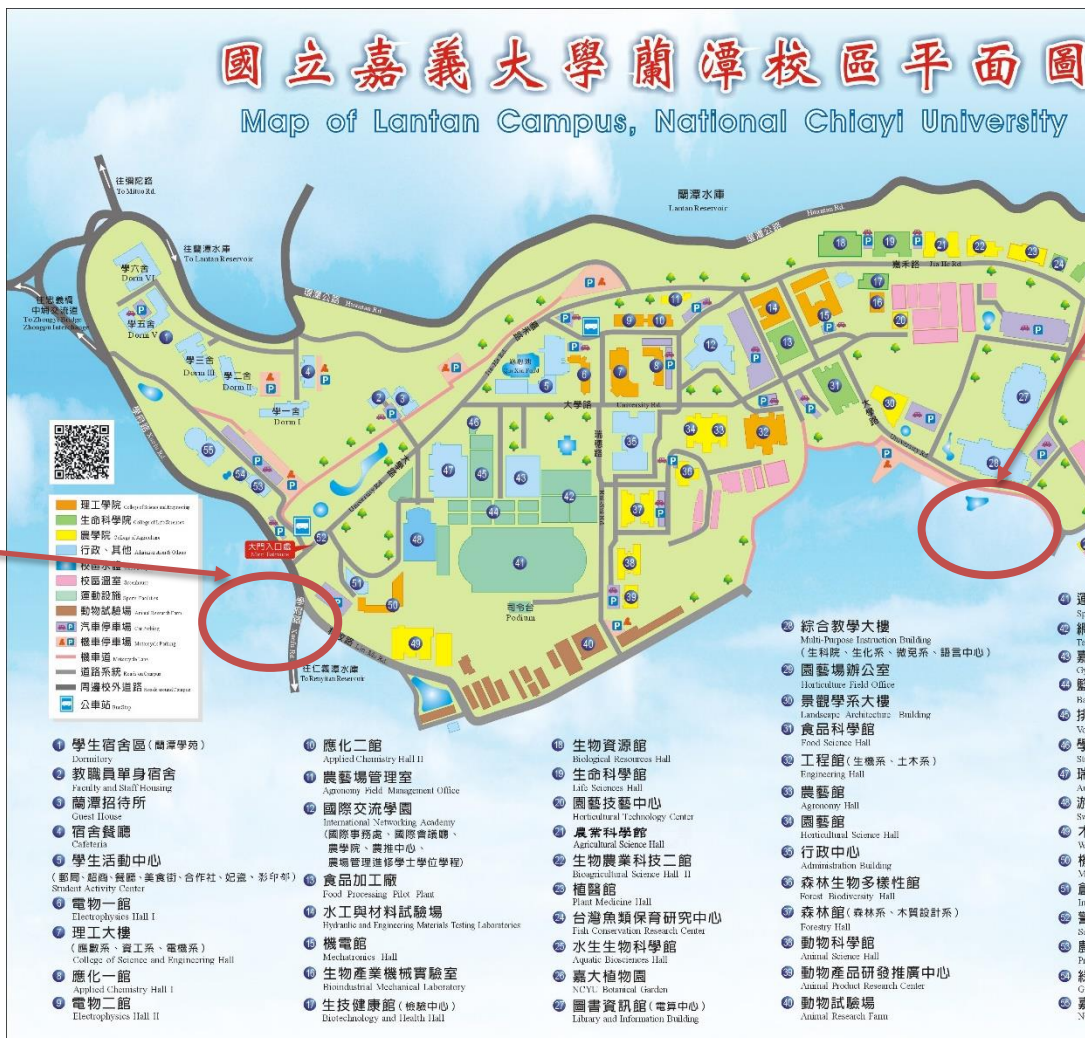 國立嘉義大學蘭潭校區平面圖
Map of Lantan Campus, National Chiayi University
往彌陀路
To Mituo Rd.
蘭潭水庫
Lantan Reservoir
往蘭潭水庫
To Lantan Reservoir
學六舍
Dorm VI
學五舍
Dorm V
學三舍
Dorm III
學二舍
Dorm II
學一舍
Dorm I
嘉禾路
大學路
University Rd.
司令台
Podium
大門入口處
往仁義潭水庫
To Renyitan Reservoir
理工學院
生命科學院
農學院
行政、其他
校區水體
校區溫室
運動設施
動物試驗場
汽車停車場
機車停車場
機車道
道路系統
周邊校外道路
公車站
1 學生宿舍區(蘭潭學苑)
Dormitory
2 教職員單身宿舍
Faculty and Staff Housing
3 蘭潭招待所
Guest House
4 宿舍餐廳
Cafeteria
5 學生活動中心
Student Activity Center
6 電物一館
Electrophysics Hall I
7 理工大樓
(應數系、資工系、電機系)
College of Science and Engineering Hall
8 應化一館
Applied Chemistry Hall I
9 電物二館
Electrophysics Hall II
10 應化二館
Applied Chemistry Hall II
11 農藝場管理室
Agronomy Field Management Office
12 國際交流學園
International Networking Academy
(國際事務處、國際會議廳、
農學院、農推中心、
農場管理進修學士學位學程)
13 食品加工廠
Food Processing Pilot Plant
14 水工與材料試驗場
Hydraulic and Engineering Materials Testing Laboratories
15 機電館
Mechatronics Hall
16 生物產業機械實驗室
Bioindustrial Mechanical Laboratory
17 生技健康館(檢驗中心)
Biotechnology and Health Hall
18 生物資源館
Biological Resources Hall
19 生命科學館
Life Sciences Hall
20 園藝技藝中心
Horticultural Technology Center
21 農業科學館
Agricultural Science Hall
22 生物農業科技二館
Bioagricultural Science Hall II
23 植醫館
Plant Medicine Hall
24 台灣魚類保育研究中心
Fish Conservation Research Center
25 水生生物科學館
Aquatic Biosciences Hall
26 嘉大植物園
NCYU Botanical Garden
27 圖書資訊館(電算中心)
Library and Information Building
28 綜合教學大樓
Multi-Purpose Instruction Building
(生科院、生化系、微免系、語言中心)
29 園藝場辦公室
Horticulture Field Office
30 景觀學系大樓
Landscape Architecture Building
31 食品科學館
Food Science Hall
32 工程館(生機系、土木系)
Engineering Hall
33 農藝館
Agronomy Hall
34 園藝館
Horticultural Science Hall
35 行政中心
Administration Building
36 森林生物多樣性館
Forest Biodiversity Hall
37 森林館(森林系、木質設計系)
Forestry Hall
38 動物科學館
Animal Science Hall
39 動物產品研發推廣中心
Animal Product Research Center
40 動物試驗場
Animal Research Farm